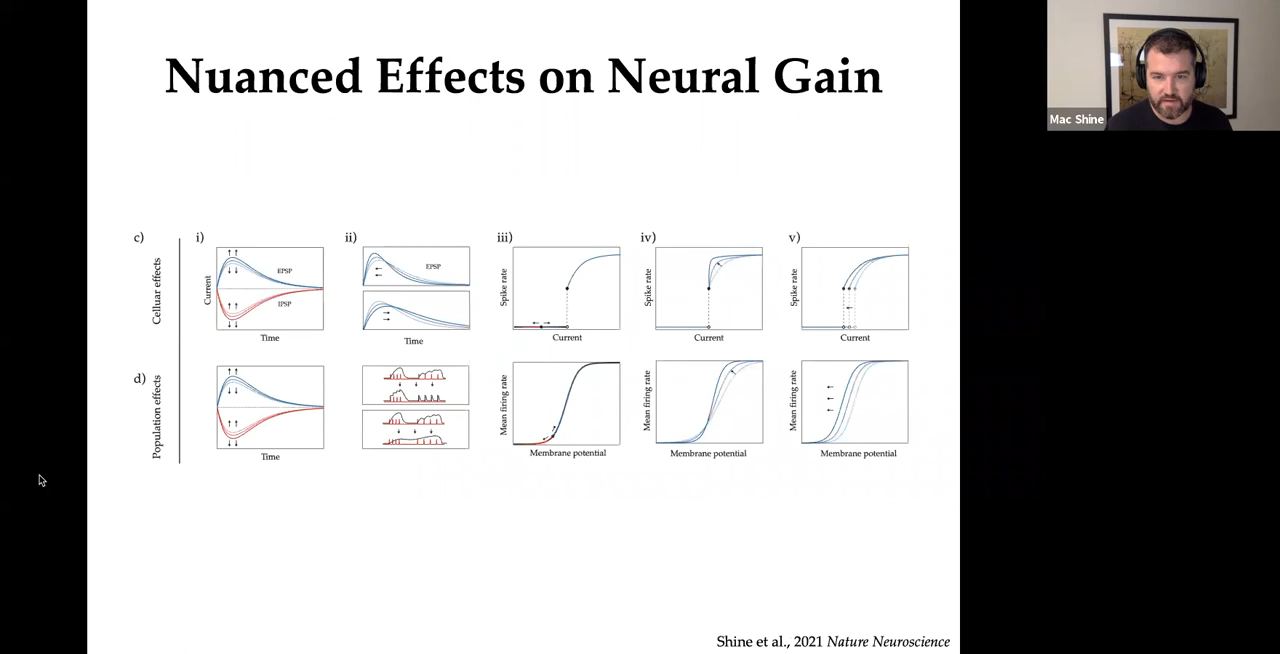 Nuanced Effects on Neural Gain
Mac Shine
c) i) ii) iii) iv) v)
Celluar effects
Current
EPSP
IPSP
Time
EPSP
Time
Spike rate
Current
Spike rate
Current
Spike rate
Current
d)
Population effects
Time
Mean firing rate
Membrane potential
Mean firing rate
Membrane potential
Mean firing rate
Membrane potential
Shine et al., 2021 Nature Neuroscience